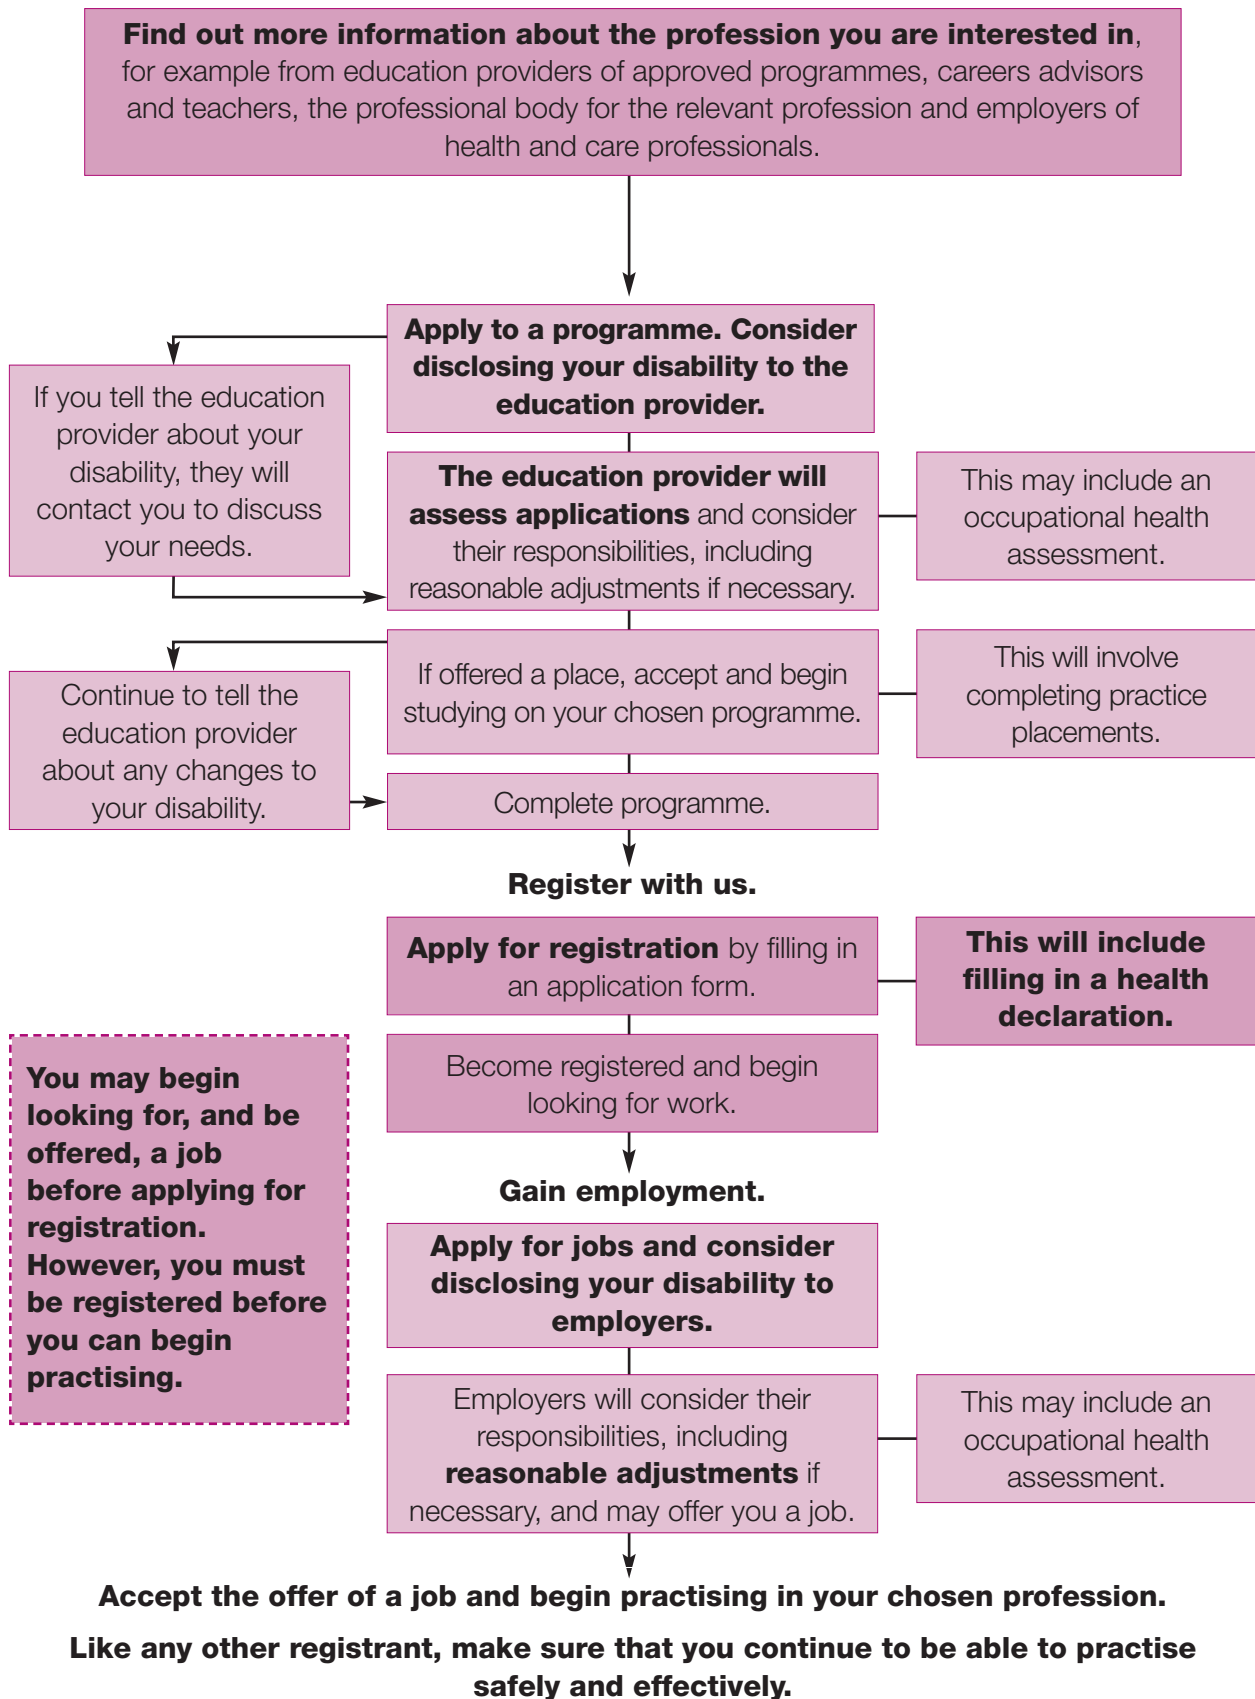 Find out more information about the profession you are interested in,
for example from education providers of approved programmes, careers advisors
and teachers, the professional body for the relevant profession and employers of
health and care professionals.
Apply to a programme. Consider
disclosing your disability to the
education provider.
If you tell the education
provider about your
disability, they will
contact you to discuss
your needs.
The education provider will
assess applications and consider
their responsibilities, including
reasonable adjustments if necessary.
This may include an
occupational health
assessment.
If offered a place, accept and begin
studying on your chosen programme.
This will involve
completing practice
placements.
Continue to tell the
education provider
about any changes to
your disability.
Complete programme.
Register with us.
Apply for registration by filling in
an application form.
This will include
filling in a health
declaration.
You may begin
looking for, and be
offered, a job
before applying for
registration.
However, you must
be registered before
you can begin
practising.
Become registered and begin
looking for work.
Gain employment.
Apply for jobs and consider
disclosing your disability to
employers.
Employers will consider their
responsibilities, including
reasonable adjustments if
necessary, and may offer you a job.
This may include an
occupational health
assessment.
Accept the offer of a job and begin practising in your chosen profession.
Like any other registrant, make sure that you continue to be able to practise
safely and effectively.